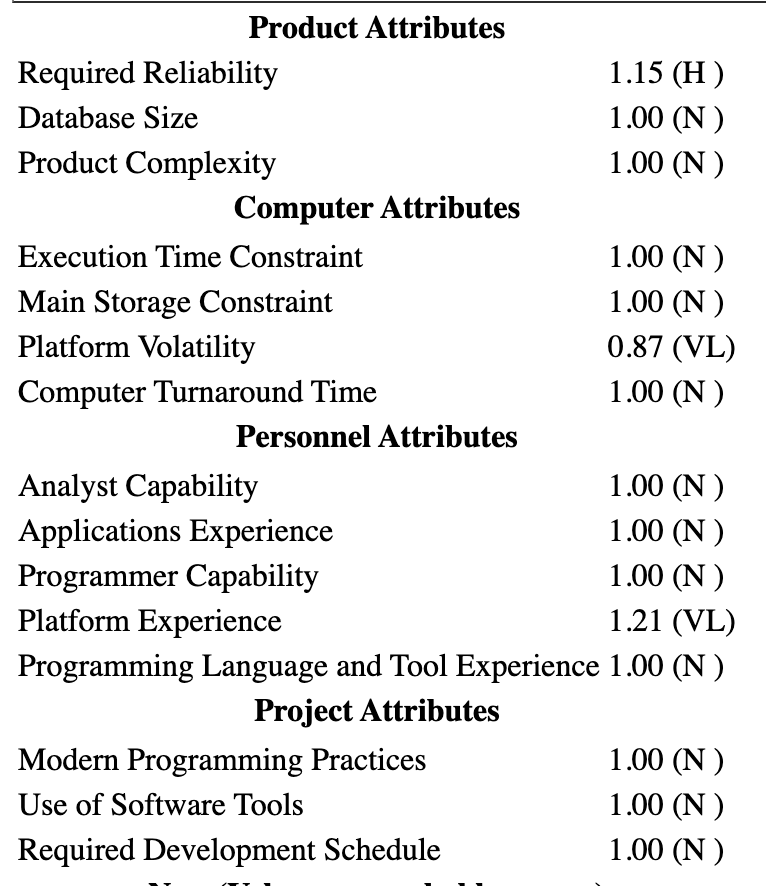 Product Attributes
Required Reliability 1.15 (H )
Database Size 1.00 (N )
Product Complexity 1.00 (N )
Computer Attributes
Execution Time Constraint 1.00 (N )
Main Storage Constraint 1.00 (N )
Platform Volatility 0.87 (VL)
Computer Turnaround Time 1.00 (N )
Personnel Attributes
Analyst Capability 1.00 (N )
Applications Experience 1.00 (N )
Programmer Capability 1.00 (N )
Platform Experience 1.21 (VL)
Programming Language and Tool Experience 1.00 (N )
Project Attributes
Modern Programming Practices 1.00 (N )
Use of Software Tools 1.00 (N )
Required Development Schedule 1.00 (N )